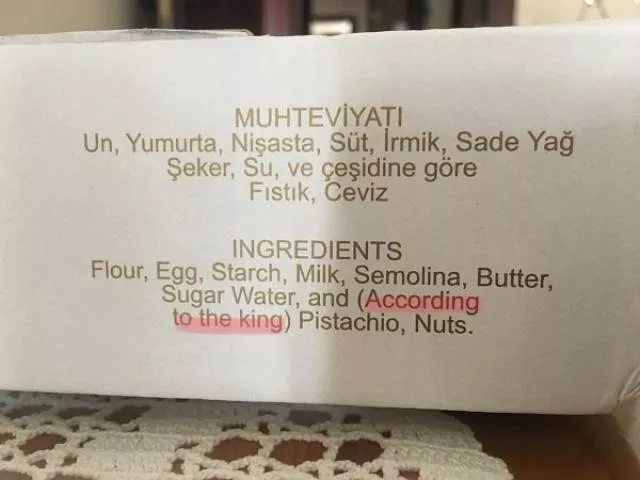 MUHTEVİYATI
Un, Yumurta, Nişasta, Süt, İrmik, Sade Yağ
Şeker, Su, ve çeşidine göre
Fıstık, Ceviz
INGREDIENTS
Flour, Egg, Starch, Milk, Semolina, Butter,
Sugar Water, and (According
to the king) Pistachio, Nuts.